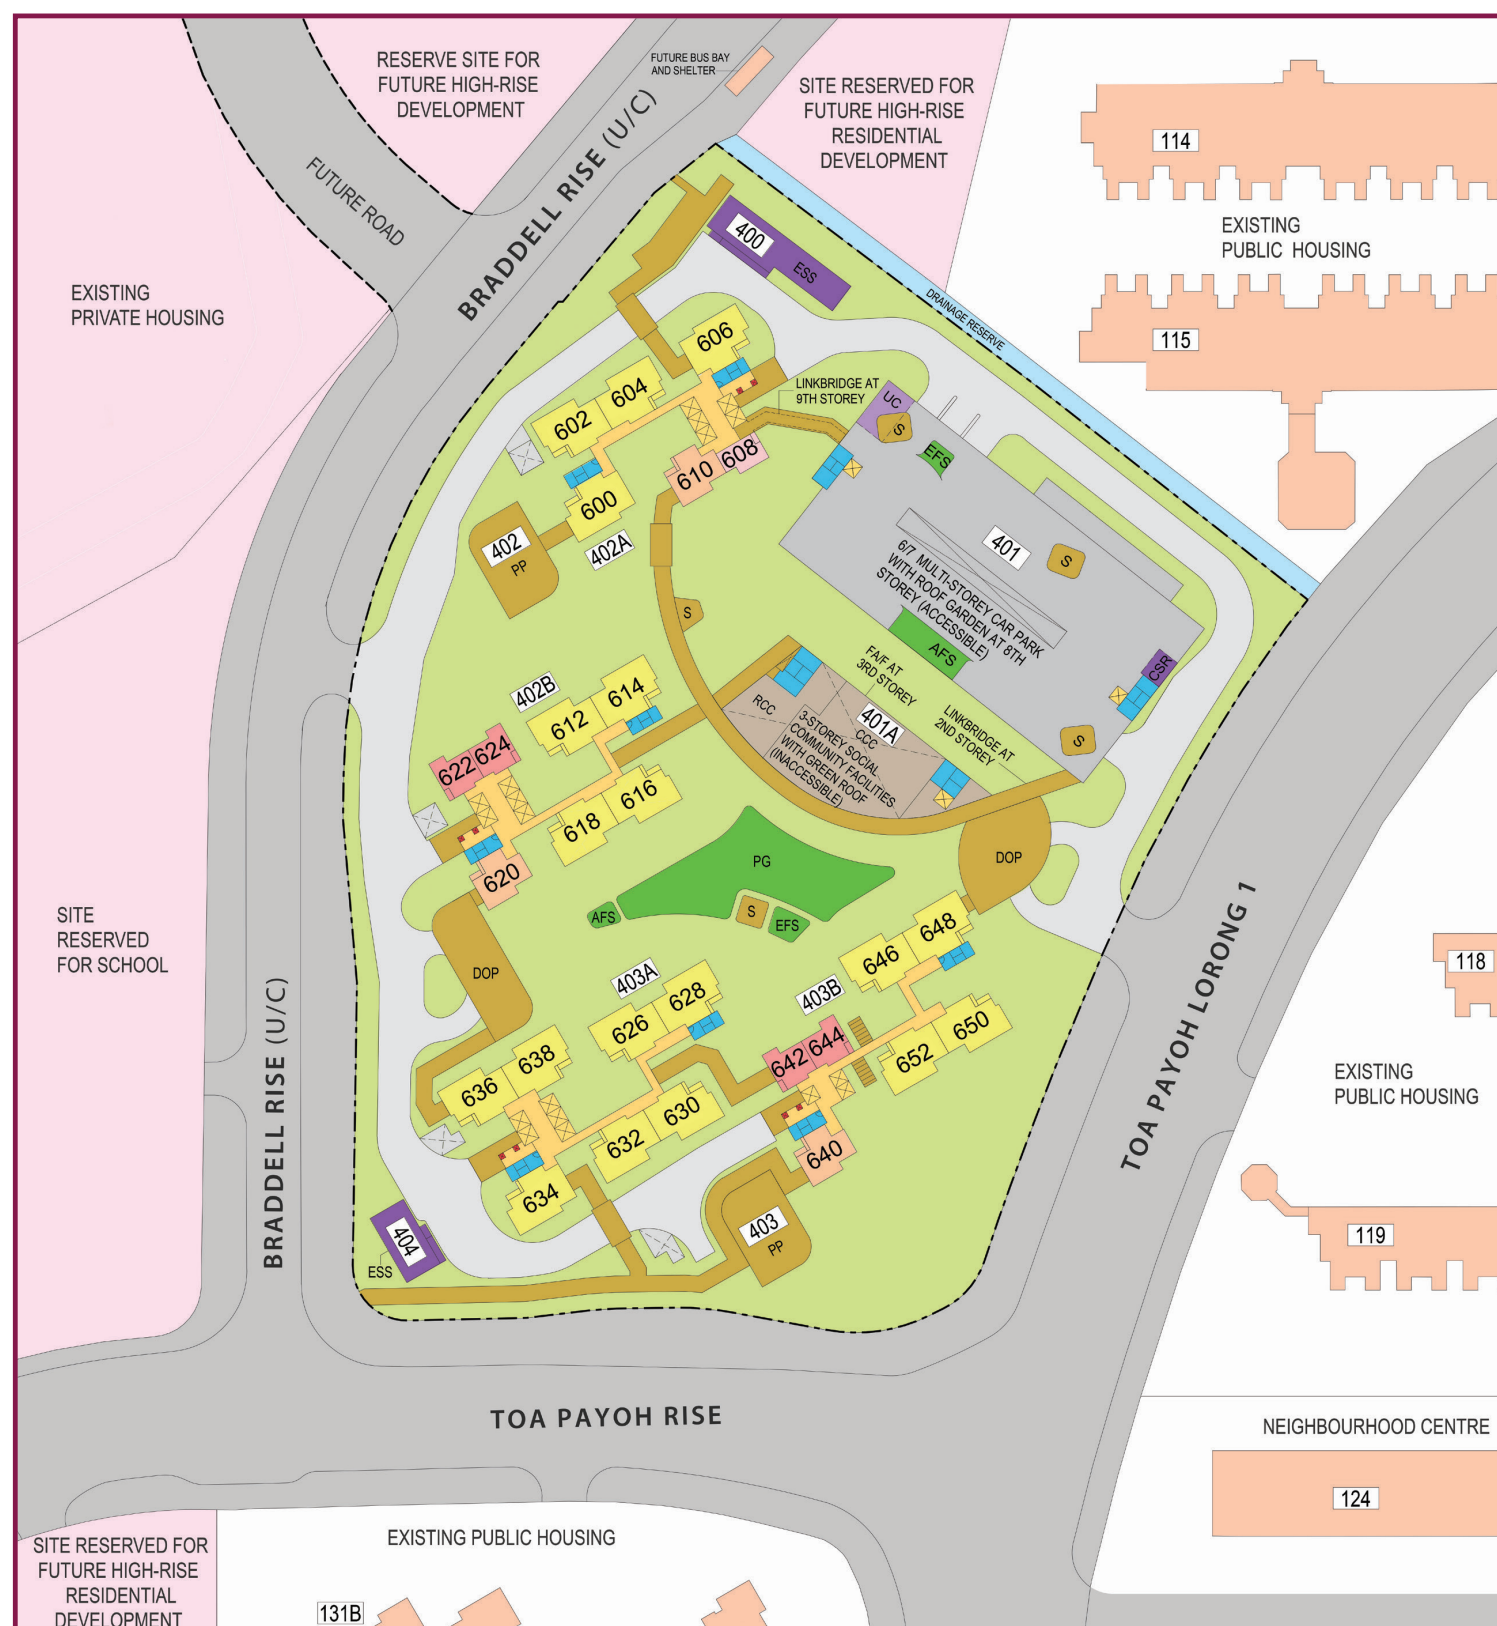 RESERVE SITE FOR
FUTURE HIGH-RISE
DEVELOPMENT
FUTURE BUS BAY
AND SHELTER
SITE RESERVED FOR
FUTURE HIGH-RISE
RESIDENTIAL
DEVELOPMENT
114
EXISTING
PUBLIC HOUSING
115
FUTURE ROAD
BRADDELL RISE (U/C)
EXISTING
PRIVATE HOUSING
400
ESS
DRAINAGE RESERVE
606
604
602
600
608
610
LINKBRIDGE AT
9TH STOREY
UC
S
EFS
402
PP
402A
401
S
6/7 MULTI-STOREY CAR PARK
WITH ROOF GARDEN AT 8TH
STOREY (ACCESSIBLE)
AFS
CSR
S
S
FA/F AT
3RD STOREY
LINKBRIDGE AT
2ND STOREY
RCC
CCC
401A
3-STOREY SOCIAL
COMMUNITY FACILITIES
WITH GREEN ROOF
(INACCESSIBLE)
402B
614
612
624
622
616
618
620
PG
DOP
AFS
S
EFS
DOP
SITE
RESERVED
FOR SCHOOL
BRADDELL RISE (U/C)
403A
628
626
638
636
630
632
634
403B
648
646
650
652
644
642
640
403
PP
404
ESS
TOA PAYOH LORONG 1
118
EXISTING
PUBLIC HOUSING
119
TOA PAYOH RISE
NEIGHBOURHOOD CENTRE
124
EXISTING PUBLIC HOUSING
SITE RESERVED FOR
FUTURE HIGH-RISE
RESIDENTIAL
DEVELOPMENT
131B